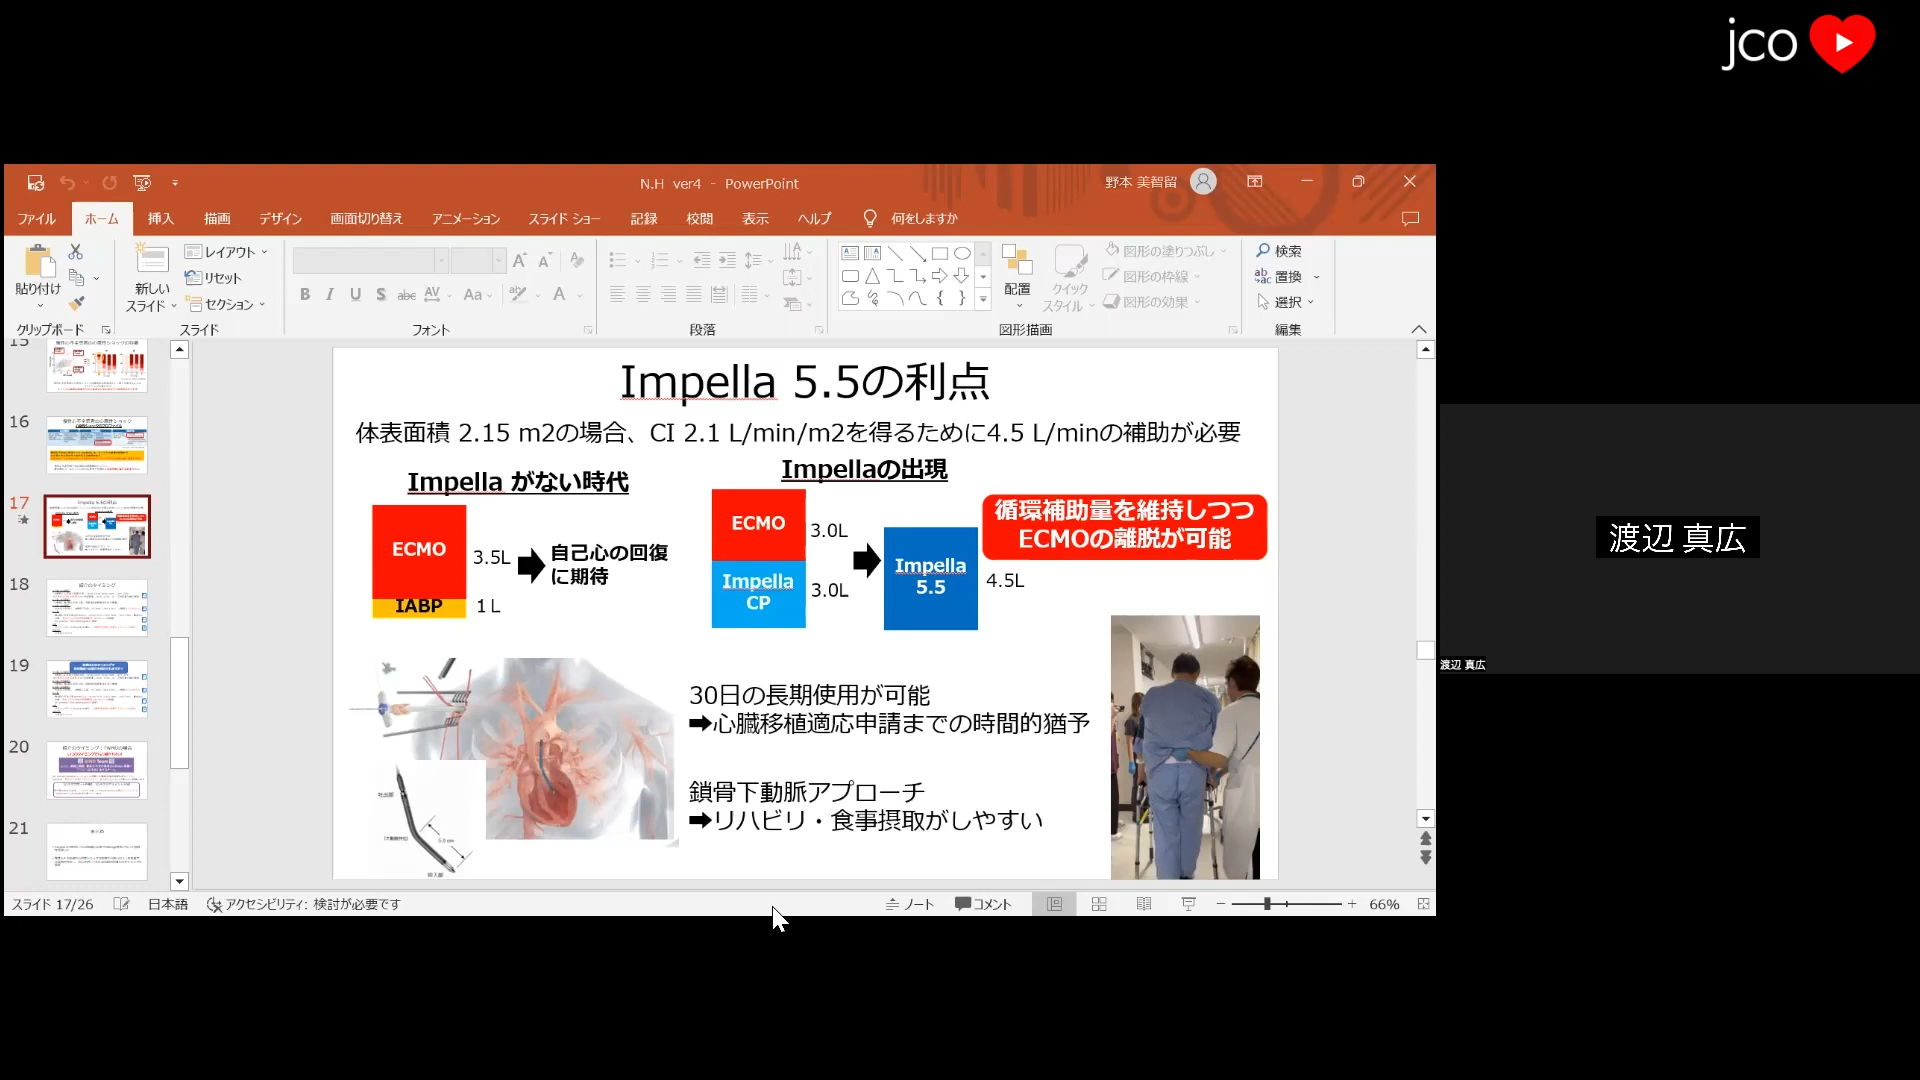 jco
N.H ver4 - PowerPoint
野本 美智留
ファイル
ホーム
挿入
描画
デザイン
画面切り替え
アニメーション
スライド ショー
記録
校閲
表示
ヘルプ
何をしますか
貼り付け
クリップボード
新しい
スライド
レイアウト
リセット
セクション
スライド
フォント
段落
配置
クイック
スタイル
図形の塗りつぶし
図形の枠線
図形の効果
図形描画
検索
置換
選択
編集
15
16
17
18
19
20
21
まとめ
Impella 5.5の利点
体表面積 2.15 m2の場合、CI 2.1 L/min/m2を得るために4.5 L/minの補助が必要
Impella がない時代
ECMO
3.5L
IABP
1 L
自己心の回復
に期待
Impellaの出現
ECMO
3.0L
Impella
CP
3.0L
Impella
5.5
4.5L
循環補助量を維持しつつ
ECMOの離脱が可能
30日の長期使用が可能
➡心臓移植適応申請までの時間的猶予
鎖骨下動脈アプローチ
➡リハビリ・食事摂取がしやすい
吐出部
5.0 cm
吸入部
スライド 17/26
日本語
アクセシビリティ: 検討が必要です
ノート
コメント
66%
渡辺 真広
渡辺 真広